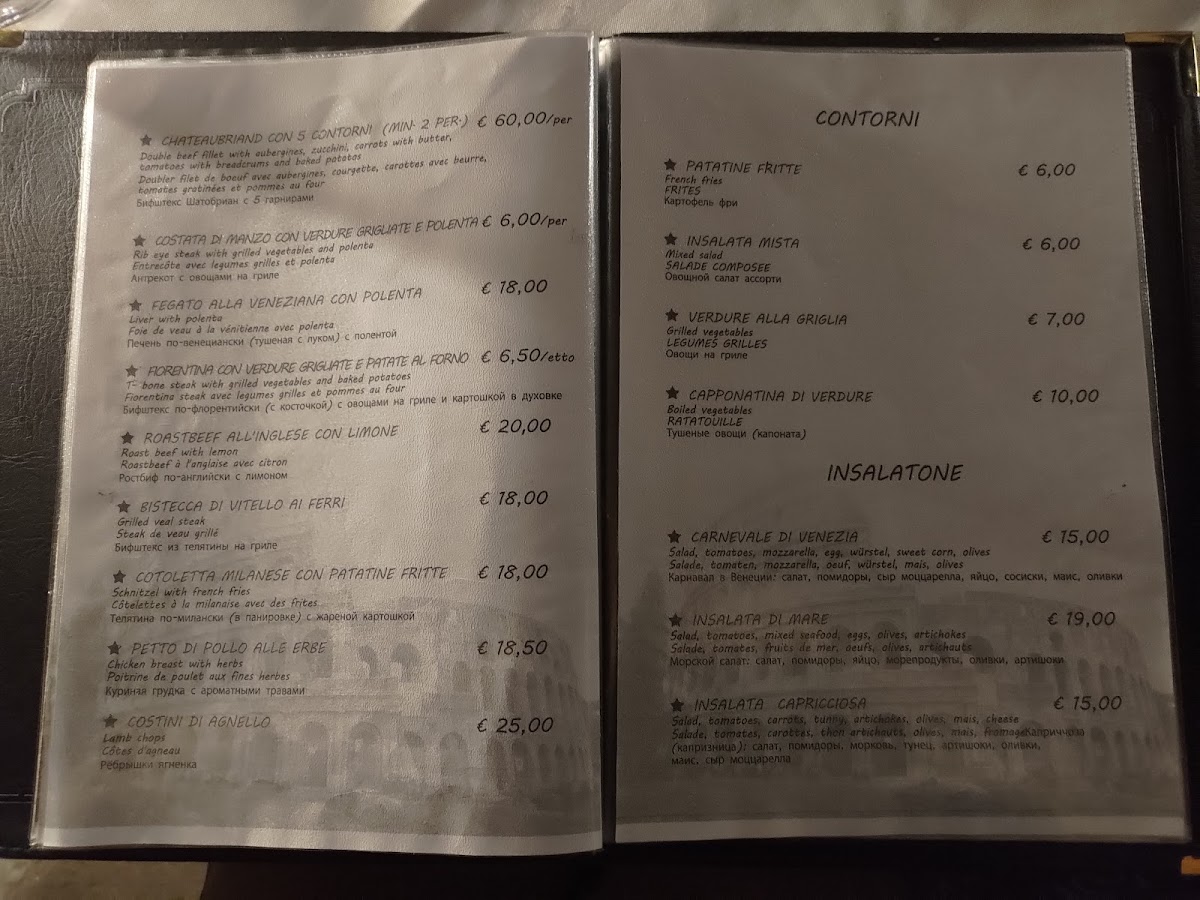 ★ CHATEAUBRIAND CON 5 CONTORNI (MIN. 2 PER.) € 60,00/per
Double beef fillet with aubergines, zucchini, carrots with butter,
tomatoes with breadcrums and baked potatos
Doubler filet de boeuf avec aubergines, courgette, carottes avec beurre,
tomates gratinées et pommes au four
Бифштекс Шатобриан с 5 гарнирами
★ COSTATA DI MANZO CON VERDURE GRIGLIATE E POLENTA € 6,00/per
Rib eye steak with grilled vegetables and polenta
Entrecôte avec legumes grilles et polenta
Антрекот с овощами на гриле
★ FEGATO ALLA VENEZIANA CON POLENTA € 18,00
Liver with polenta
Foie de veau à la vénitienne avec polenta
Печень по-венециански (тушеная с луком) с полентой
★ FIORENTINA CON VERDURE GRIGLIATE E PATATE AL FORNO € 6,50/etto
T- bone steak with grilled vegetables and baked potatoes
Fiorentina steak avec legumes grilles et pommes au four
Бифштекс по-флорентийски (с косточкой) с овощами на гриле и картошкой в духовке
★ ROASTBEEF ALL'INGLESE CON LIMONE € 20,00
Roast beef with lemon
Roastbeef à l'anglaise avec citron
Ростбиф по-английски с лимоном
★ BISTECCA DI VITELLO AI FERRI € 18,00
Grilled veal steak
Steak de veau grillé
Бифштекс из телятины на гриле
★ COTOLETTA MILANESE CON PATATINE FRITTE € 18,00
Schnitzel with french fries
Côtelettes à la milanaise avec des frites
Телятина по-милански (в панировке) с жареной картошкой
★ PETTO DI POLLO ALLE ERBE € 18,50
Chicken breast with herbs
Poitrine de poulet aux fines herbes
Куриная грудка с ароматными травами
★ COSTINI DI AGNELLO € 25,00
Lamb chops
Côtes d'agneau
Ребрышки ягненка
CONTORNI
★ PATATINE FRITTE € 6,00
French fries
FRITES
Картофель фри
★ INSALATA MISTA € 6,00
Mixed salad
SALADE COMPOSEE
Овощной салат ассорти
★ VERDURE ALLA GRIGLIA € 7,00
Grilled vegetables
LEGUMES GRILLES
Овощи на гриле
★ CAPPONATINA DI VERDURE € 10,00
Boiled vegetables
RATATOUILLE
Тушеные овощи (капоната)
INSALATONE
★ CARNEVALE DI VENEZIA € 15,00
Salad, tomatoes, mozzarella, egg, würstel, sweet corn, olives
Salade, tomaten, mozzarella, oeuf, würstel, mais, olives
Карнавал в Венеции: салат, помидоры, сыр моццарелла, яйцо, сосиски, маис, оливки
★ INSALATA DI MARE € 19,00
Salad, tomatoes, mixed seafood, eggs, olives, artichokes
Salade, tomates, fruits de mer, oeufs, olives, artichauts
Морской салат: салат, помидоры, яйцо, морепродукты, оливки, артишоки
★ INSALATA CAPRICCIOSA € 15,00
Salad, tomatoes, carrots, tunny, artichokes, olives, mais, cheese
Salade, tomates, carottes, thon artichauts, olives, mais, fromageКаприччоза
(капризница): салат, помидоры, морковь, тунец, артишоки, оливки,
маис, сыр моццарелла